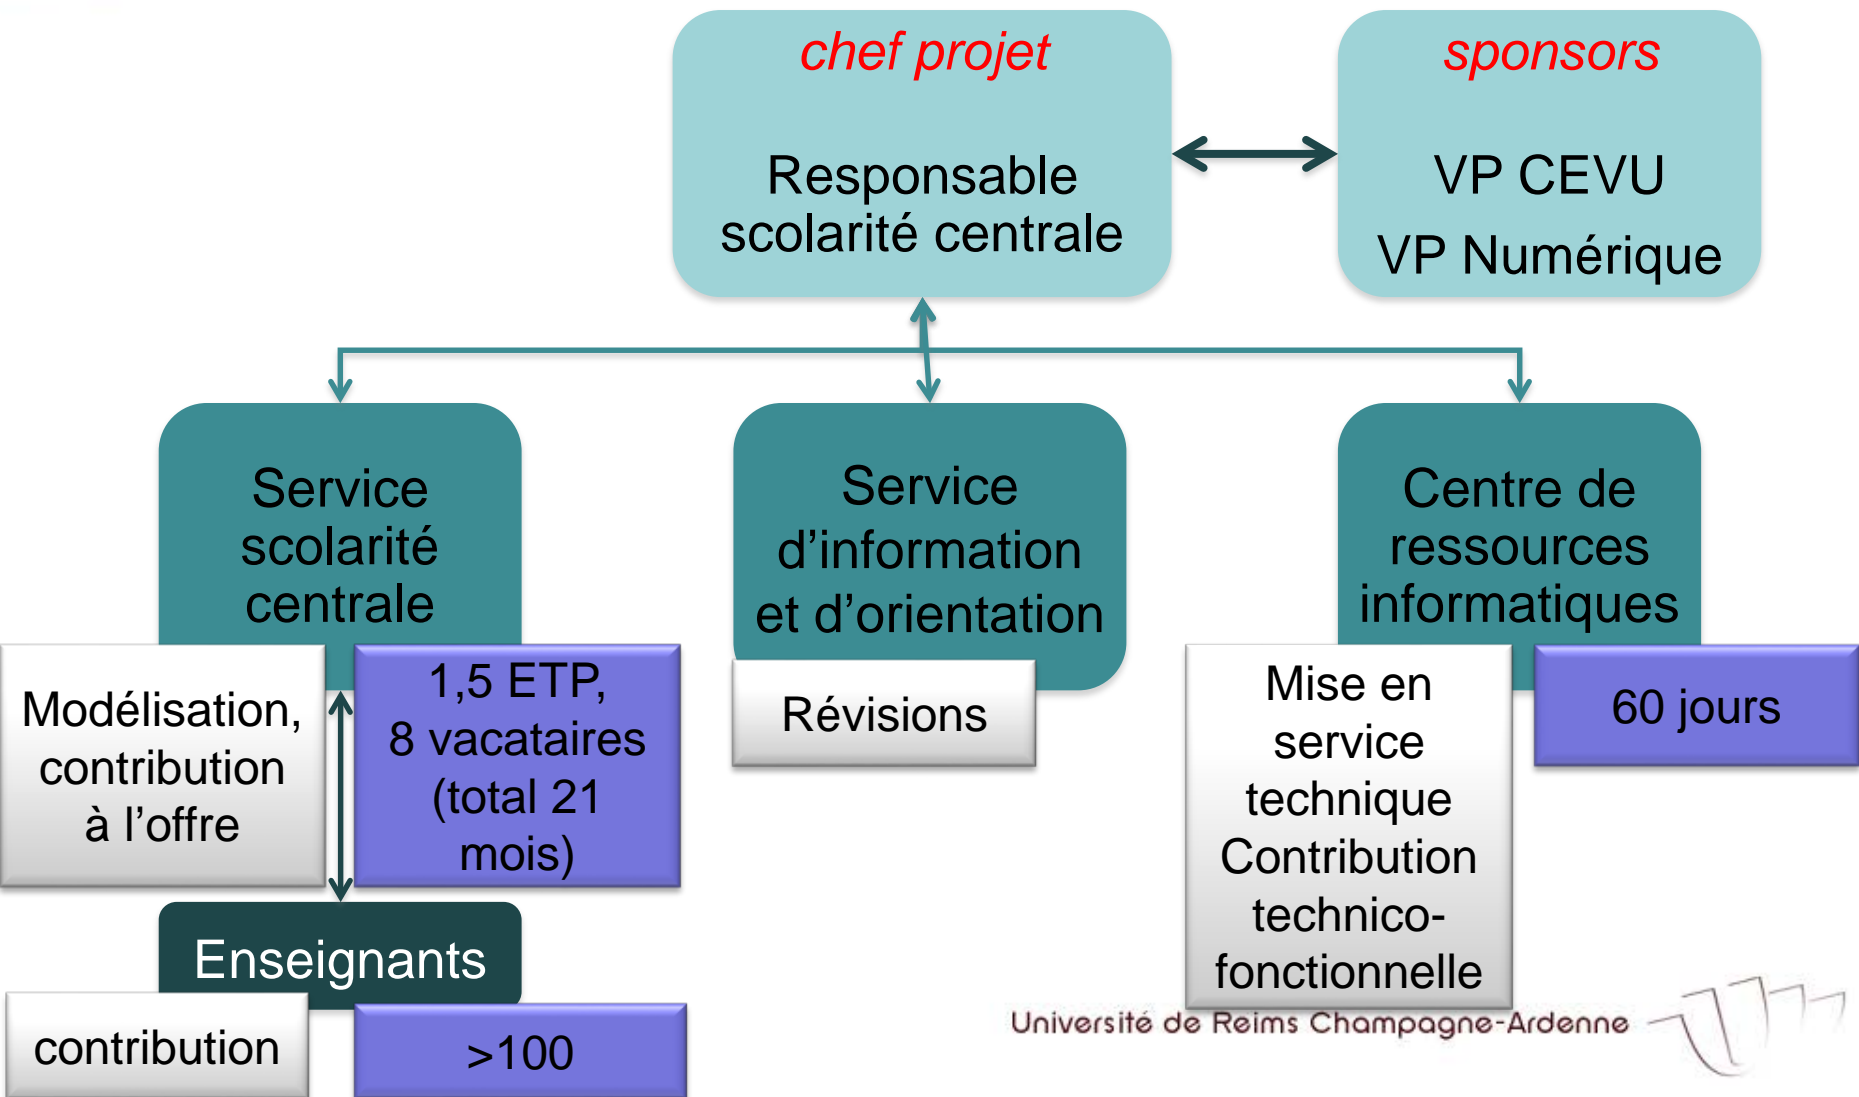 chef projet
Responsable
scolarité centrale
sponsors
VP CEVU
VP Numérique
Service
scolarité
centrale
Service
d’information
et d’orientation
Centre de
ressources
informatiques
Modélisation,
contribution
à l’offre
1,5 ETP,
8 vacataires
(total 21
mois)
Révisions
Mise en
service
technique
Contribution
technico-
fonctionnelle
60 jours
Enseignants
contribution
>100
Université de Reims Champagne-Ardenne